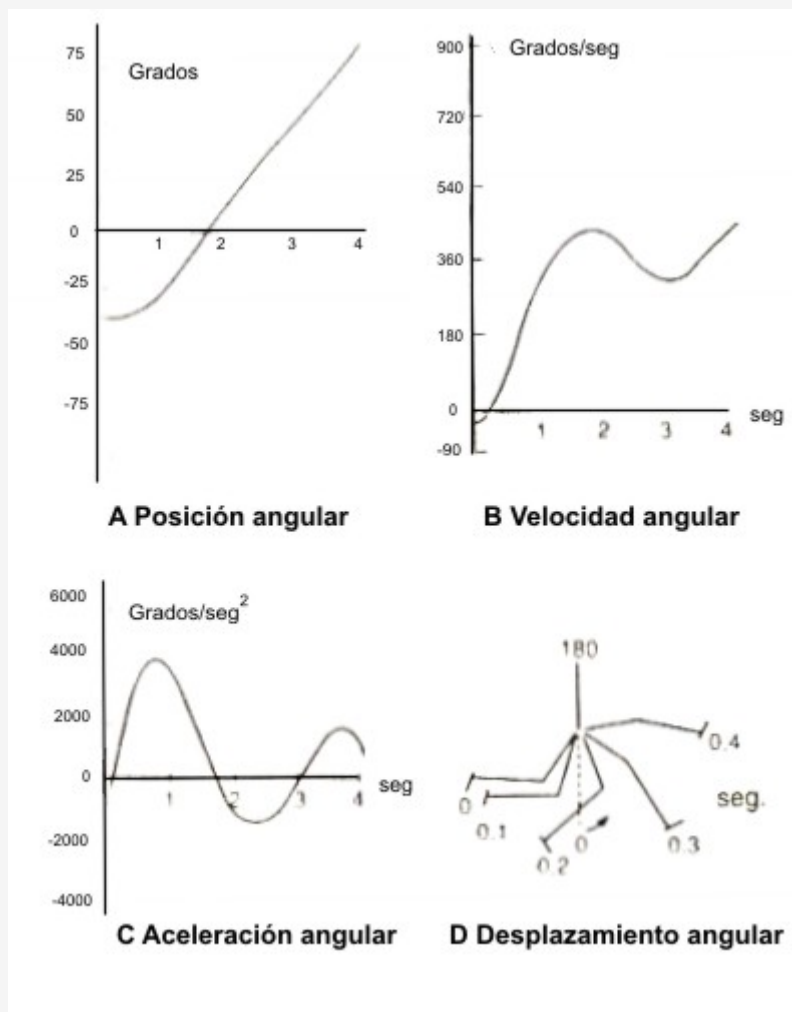 75
Grados
50
25
0
1 2 3 4
-25
-50
-75
A Posición angular
900
Grados/seg
720
540
360
180
0
seg
1 2 3 4
-90
B Velocidad angular
6000
Grados/seg2
4000
2000
0
1 2 3 4
seg
-2000
-4000
C Aceleración angular
180
0.4
0
seg.
0.1
0
0.3
0.2
D Desplazamiento angular